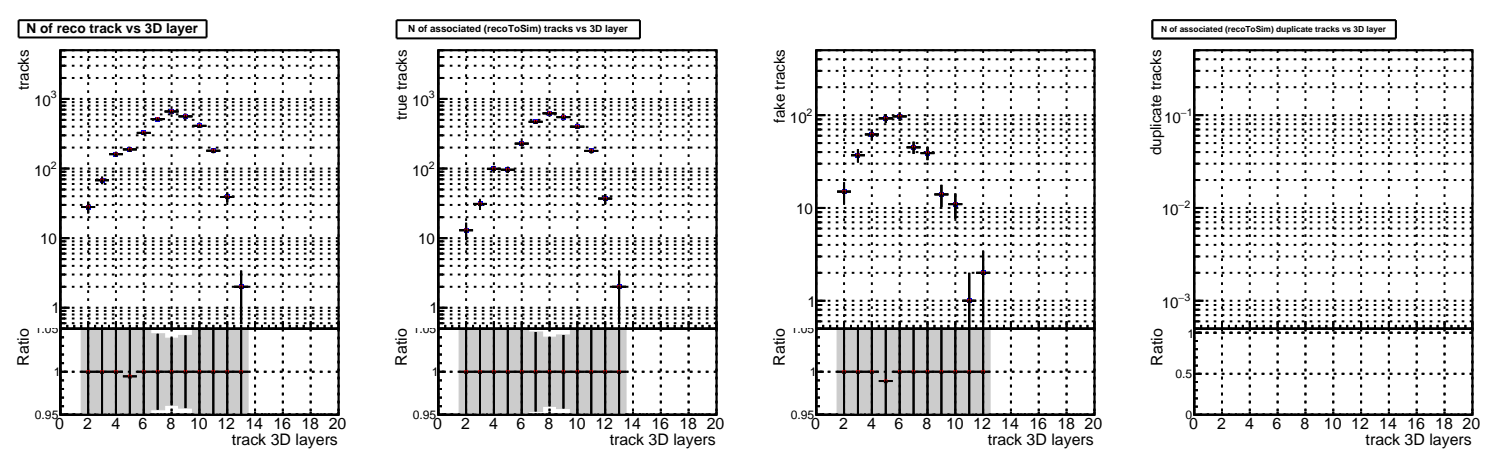 N of reco track vs 3D layer
tracks
10³
10²
10
1
Ratio
1.05
1
0.95
0 2 4 6 8 10 12 14 16 18 20
track 3D layers
N of associated (recoToSim) tracks vs 3D layer
true tracks
10³
10²
10
1
Ratio
1.05
1
0.95
0 2 4 6 8 10 12 14 16 18 20
track 3D layers
fake tracks
10²
10
1
Ratio
1.05
1
0.95
0 2 4 6 8 10 12 14 16 18 20
track 3D layers
N of associated (recoToSim) duplicate tracks vs 3D layer
duplicate tracks
10⁻¹
10⁻²
10⁻³
Ratio
1
0.5
0
0 2 4 6 8 10 12 14 16 18 20
track 3D layers